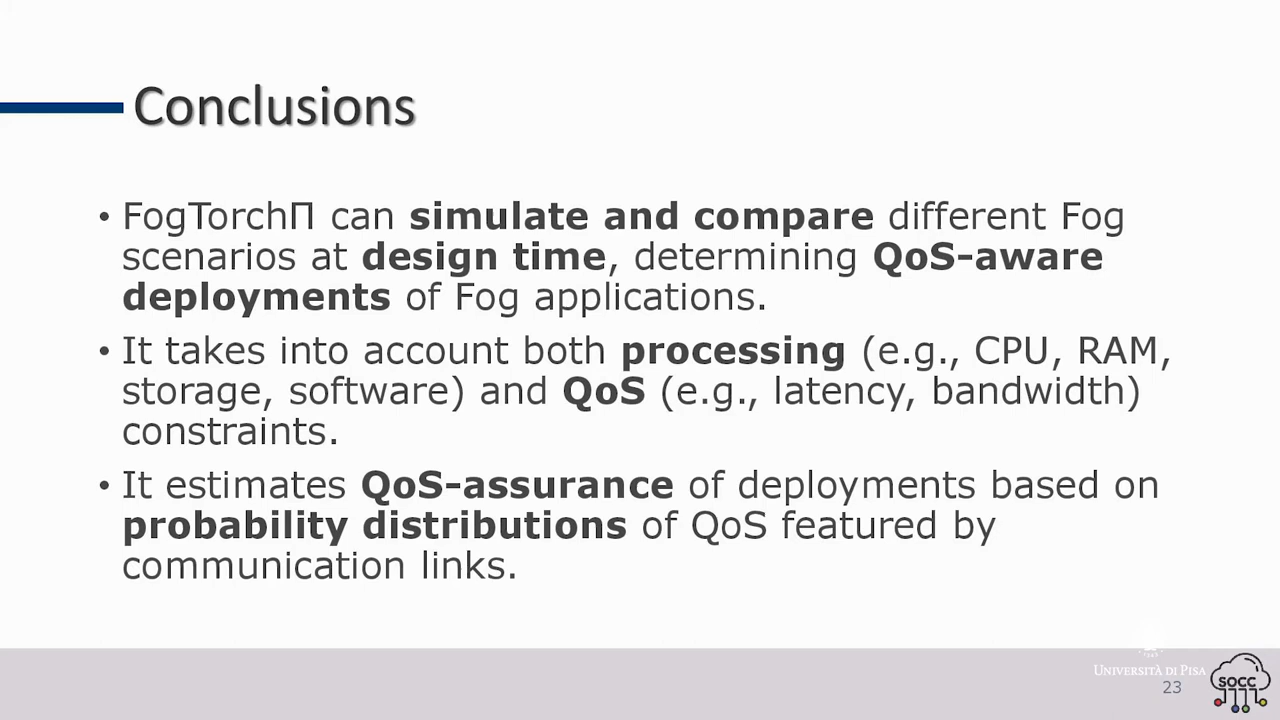 Conclusions
• FogTorchΠ can simulate and compare different Fog
scenarios at design time, determining QoS-aware
deployments of Fog applications.
• It takes into account both processing (e.g., CPU, RAM,
storage, software) and QoS (e.g., latency, bandwidth)
constraints.
• It estimates QoS-assurance of deployments based on
probability distributions of QoS featured by
communication links.
UNIVERSITÀ DI PISA
23
SOCC